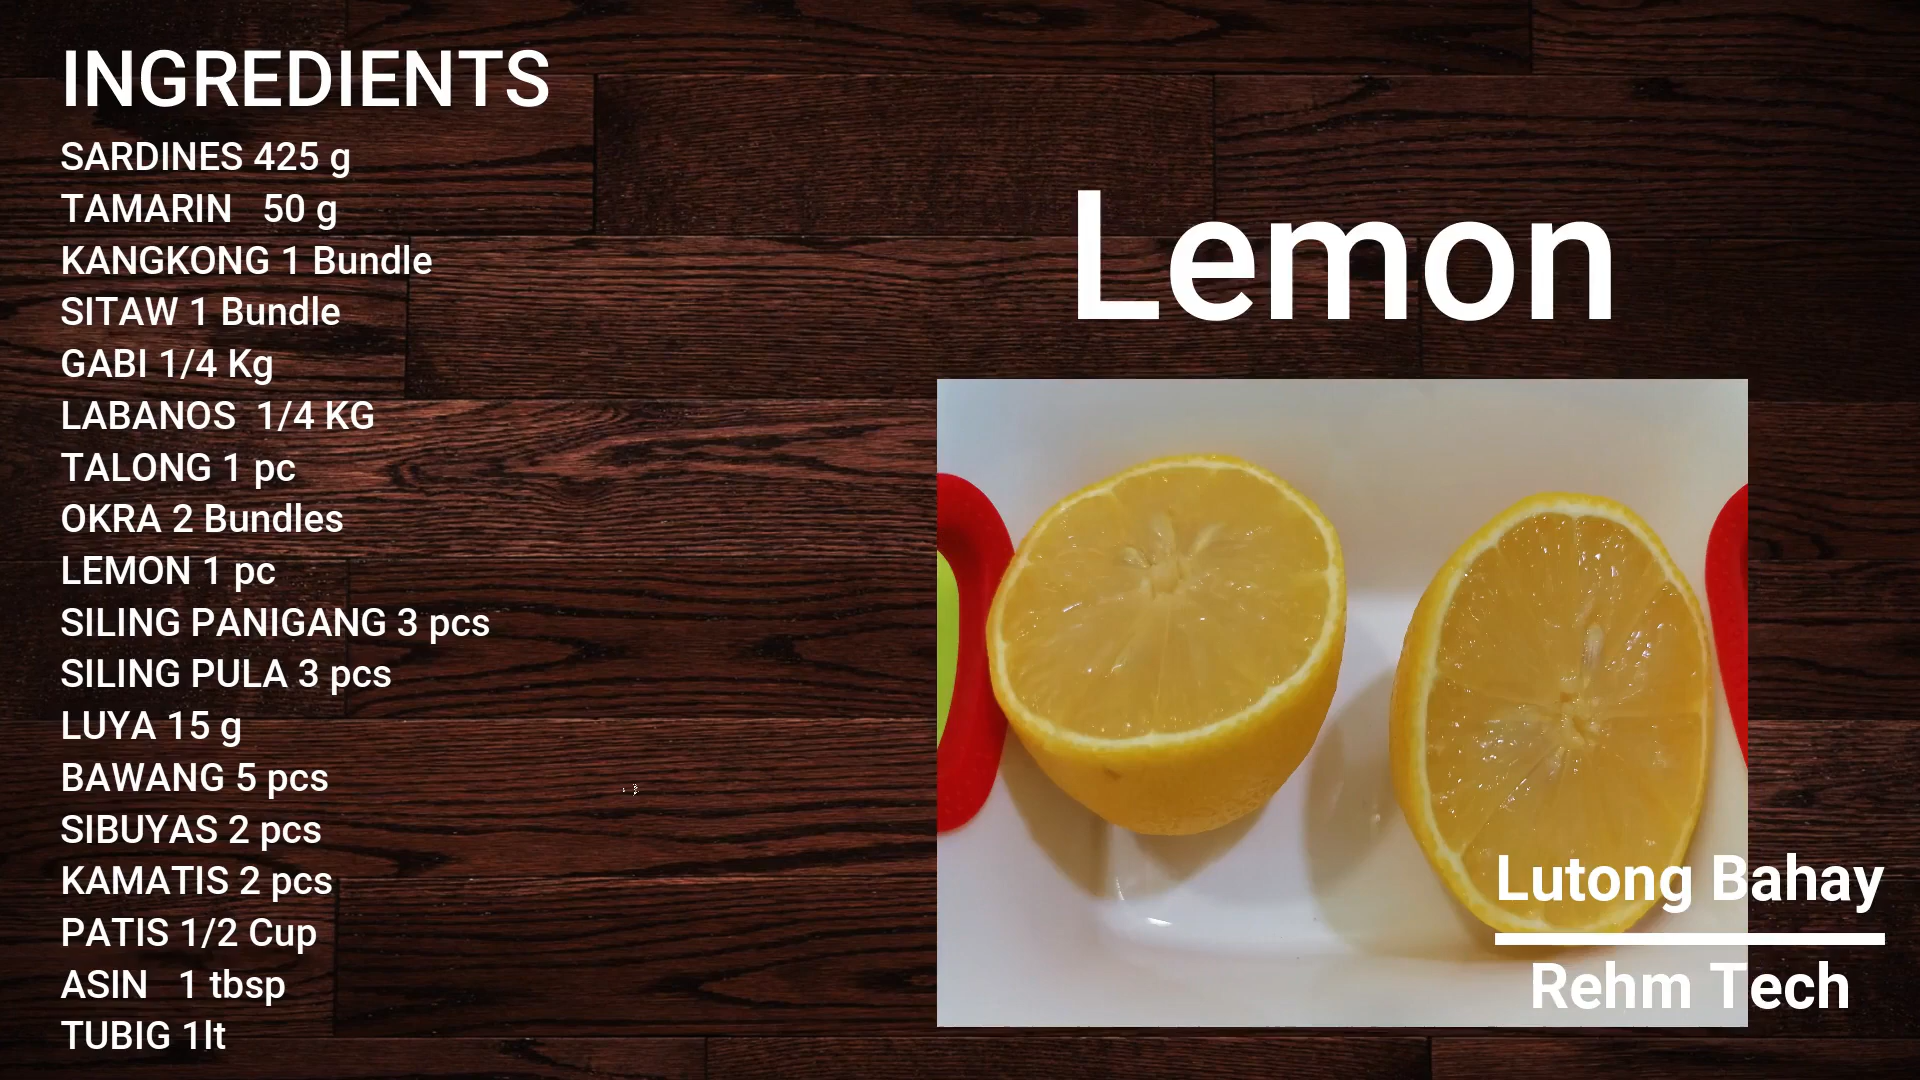 INGREDIENTS
SARDINES 425 g
TAMARIN 50 g
KANGKONG 1 Bundle
SITAW 1 Bundle
GABI 1/4 Kg
LABANOS 1/4 KG
TALONG 1 pc
OKRA 2 Bundles
LEMON 1 pc
SILING PANIGANG 3 pcs
SILING PULA 3 pcs
LUYA 15 g
BAWANG 5 pcs
SIBUYAS 2 pcs
KAMATIS 2 pcs
PATIS 1/2 Cup
ASIN 1 tbsp
TUBIG 1lt
Lemon
Lutong Bahay
Rehm Tech